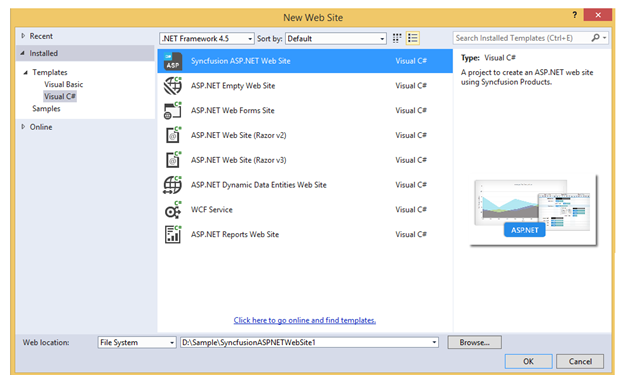 New Web Site
? ×
Recent
Installed
Templates
Visual Basic
Visual C#
Samples
Online
.NET Framework 4.5 Sort by: Default
Syncfusion ASP.NET Web Site Visual C#
ASP.NET Empty Web Site Visual C#
ASP.NET Web Forms Site Visual C#
ASP.NET Web Site (Razor v2) Visual C#
ASP.NET Web Site (Razor v3) Visual C#
ASP.NET Dynamic Data Entities Web Site Visual C#
WCF Service Visual C#
ASP.NET Reports Web Site Visual C#
Click here to go online and find templates.
Search Installed Templates (Ctrl+E)
Type: Visual C#
A project to create an ASP.NET web site
using Syncfusion Products.
ASP.NET
Web location: File System D:\Sample\SyncfusionASPNETWebSite1 Browse...
OK Cancel